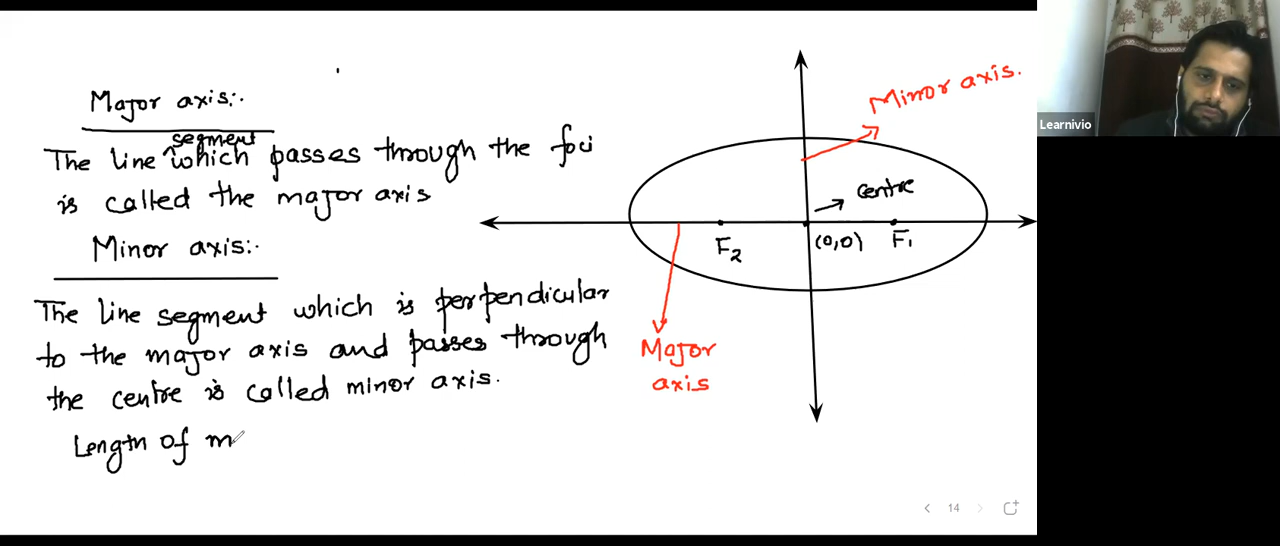 Major axis:-
segment
The line which passes through the foci
is called the major axis
Minor axis:-
The line segment which is perpendicular
to the major axis and passes through
the centre is called minor axis.
Length of m
Minor axis.
centre
F2
(0,0)
F1
Major
axis
Learnivio
14